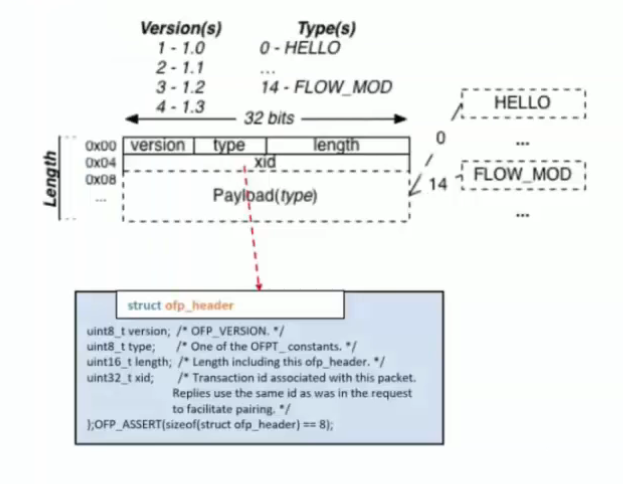 Version(s) Type(s)
1 - 1.0 0 - HELLO
2 - 1.1 ...
3 - 1.2 14 - FLOW_MOD
4 - 1.3
32 bits
HELLO
0
...
Length
0x00 version type length
0x04 xid
0x08
... Payload(type)
14 FLOW_MOD
...
struct ofp_header
uint8_t version; /* OFP_VERSION. */
uint8_t type; /* One of the OFPT_ constants. */
uint16_t length; /* Length including this ofp_header. */
uint32_t xid; /* Transaction id associated with this packet.
Replies use the same id as was in the request
to facilitate pairing. */
};OFP_ASSERT(sizeof(struct ofp_header) == 8);